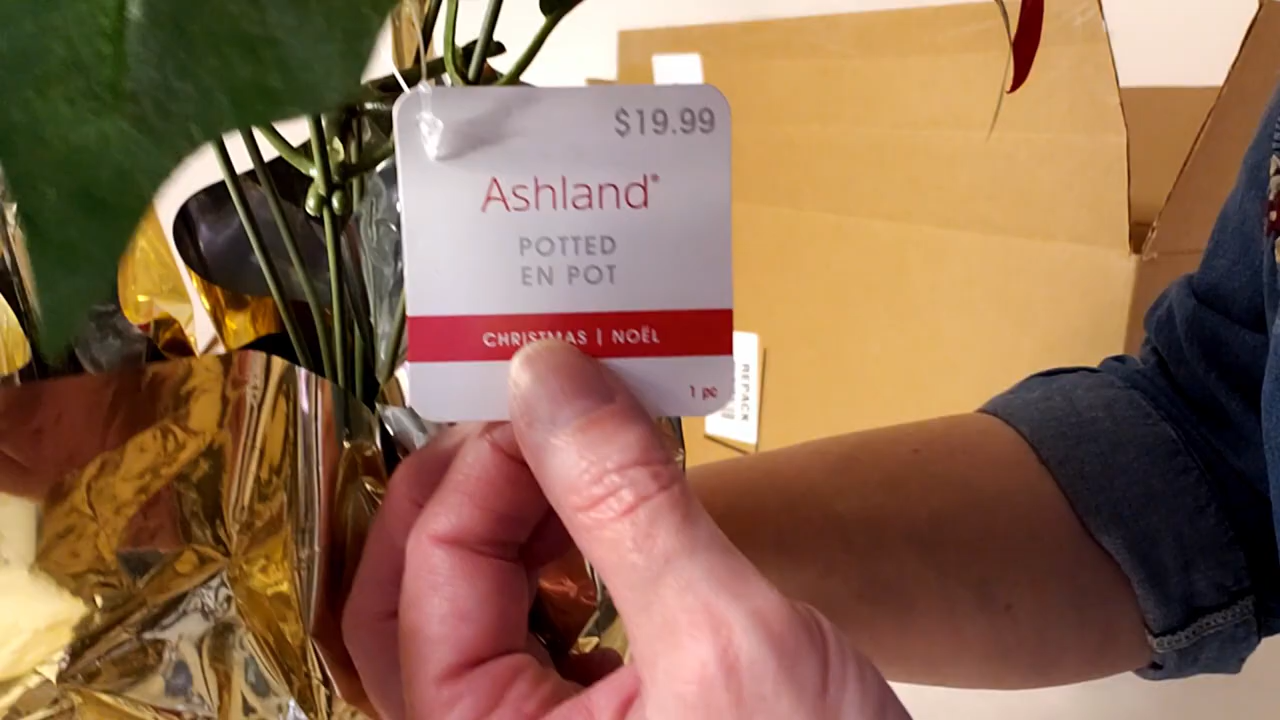 $19.99
Ashland®
POTTED
EN POT
CHRISTMAS | NOËL
1 pc
REPACK